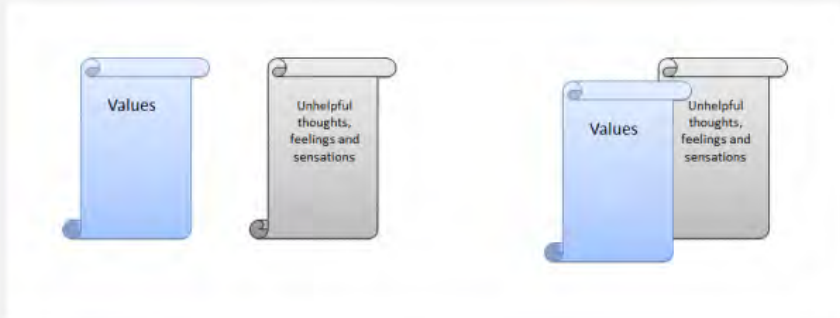 Values
Unhelpful
thoughts,
feelings and
sensations
Values
Unhelpful
thoughts,
feelings and
sensations